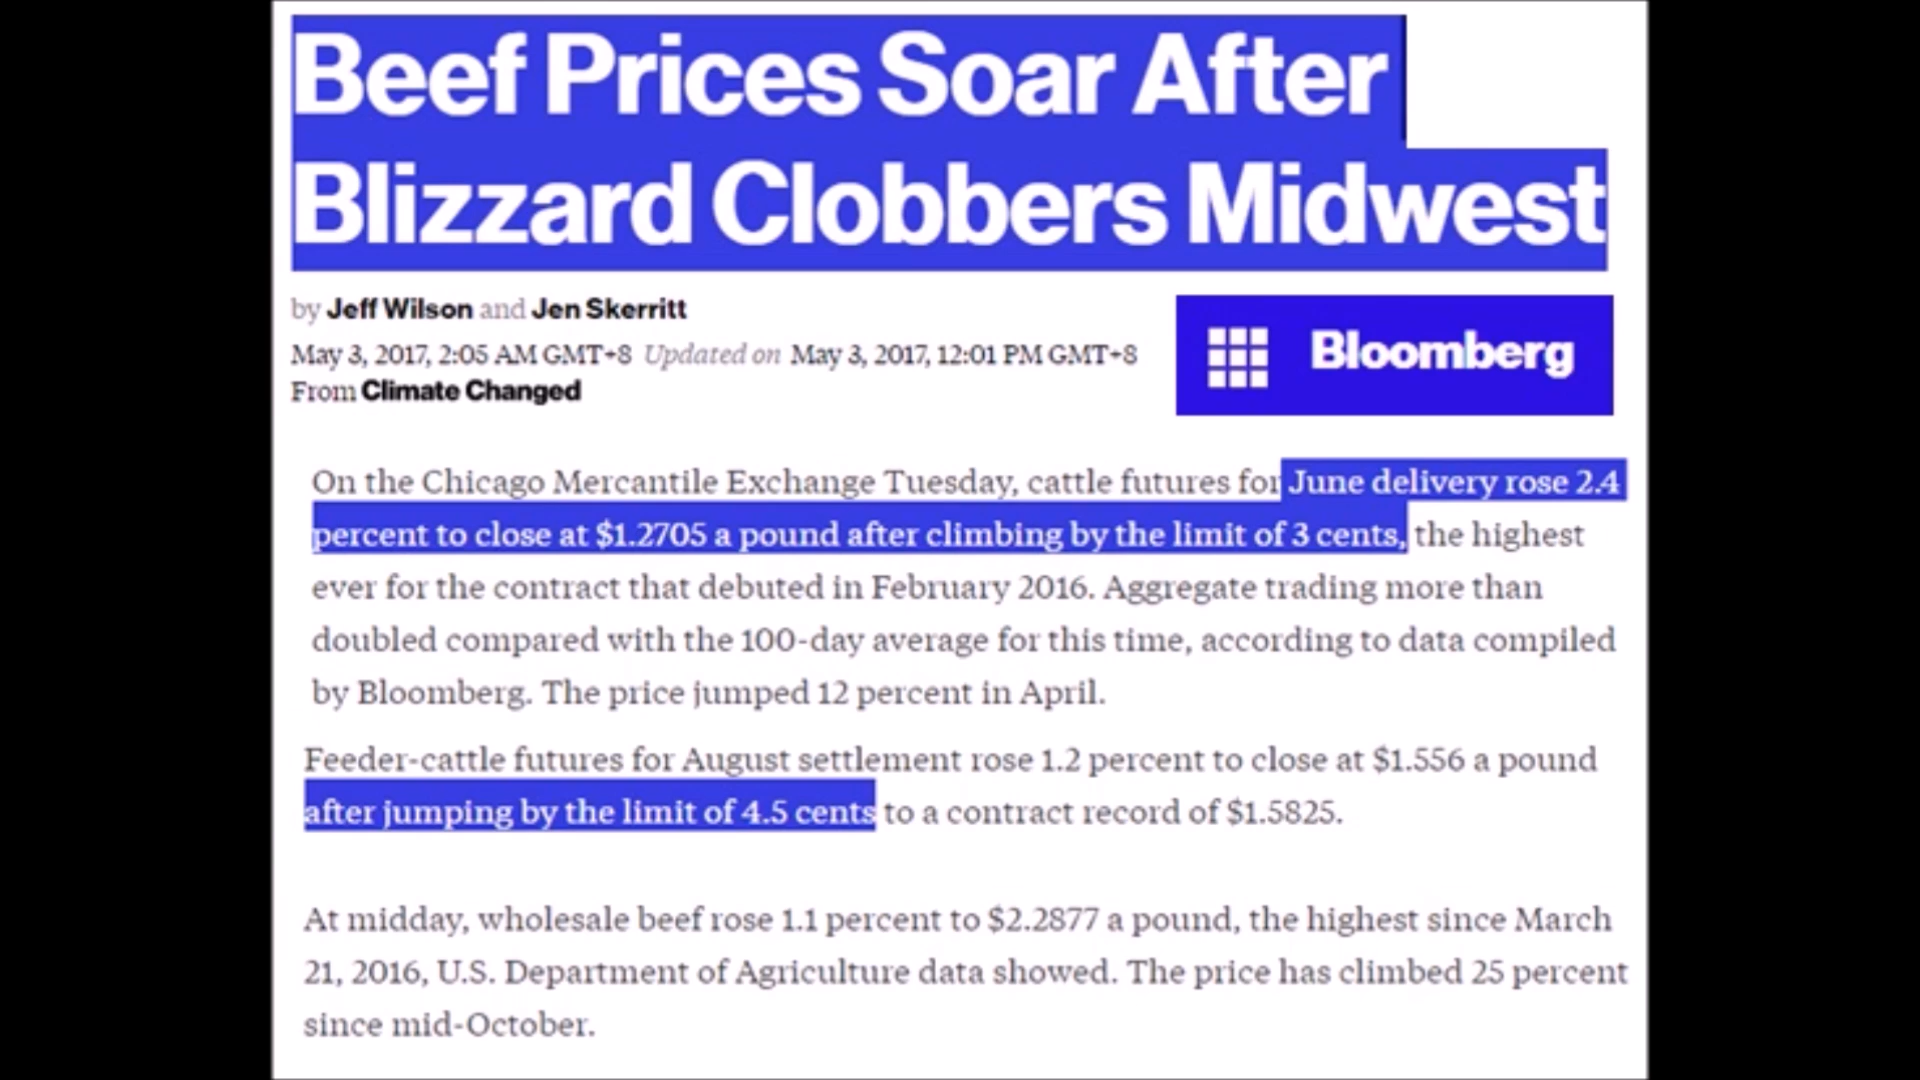 Beef Prices Soar After
Blizzard Clobbers Midwest
by Jeff Wilson and Jen Skerritt
May 3, 2017, 2:05 AM GMT+8 Updated on May 3, 2017, 12:01 PM GMT+8
From Climate Changed
Bloomberg
On the Chicago Mercantile Exchange Tuesday, cattle futures for June delivery rose 2.4
percent to close at $1.2705 a pound after climbing by the limit of 3 cents, the highest
ever for the contract that debuted in February 2016. Aggregate trading more than
doubled compared with the 100-day average for this time, according to data compiled
by Bloomberg. The price jumped 12 percent in April.
Feeder-cattle futures for August settlement rose 1.2 percent to close at $1.556 a pound
after jumping by the limit of 4.5 cents to a contract record of $1.5825.
At midday, wholesale beef rose 1.1 percent to $2.2877 a pound, the highest since March
21, 2016, U.S. Department of Agriculture data showed. The price has climbed 25 percent
since mid-October.